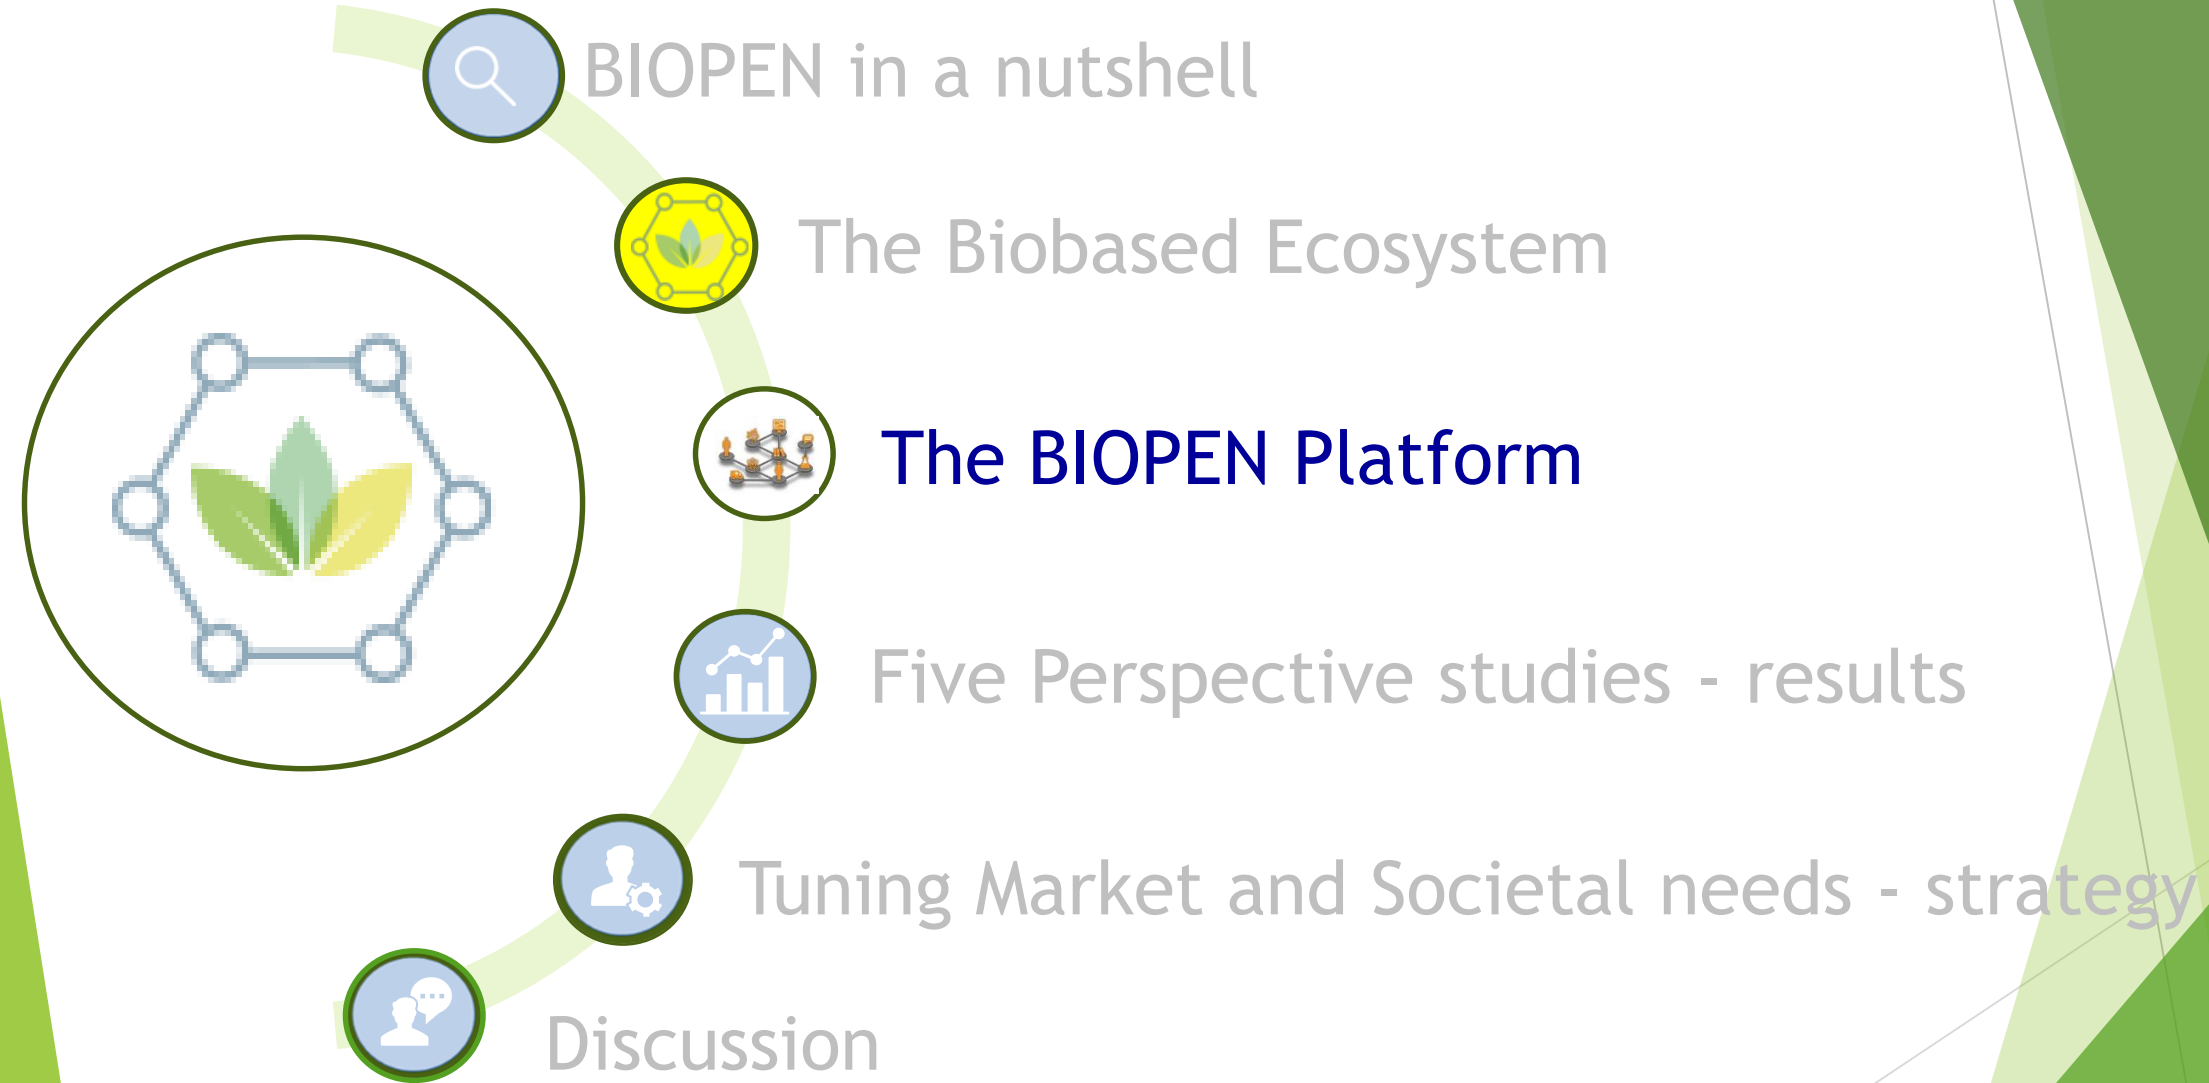 BIOPEN in a nutshell
The Biobased Ecosystem
The BIOPEN Platform
Five Perspective studies - results
Tuning Market and Societal needs - strategy
Discussion